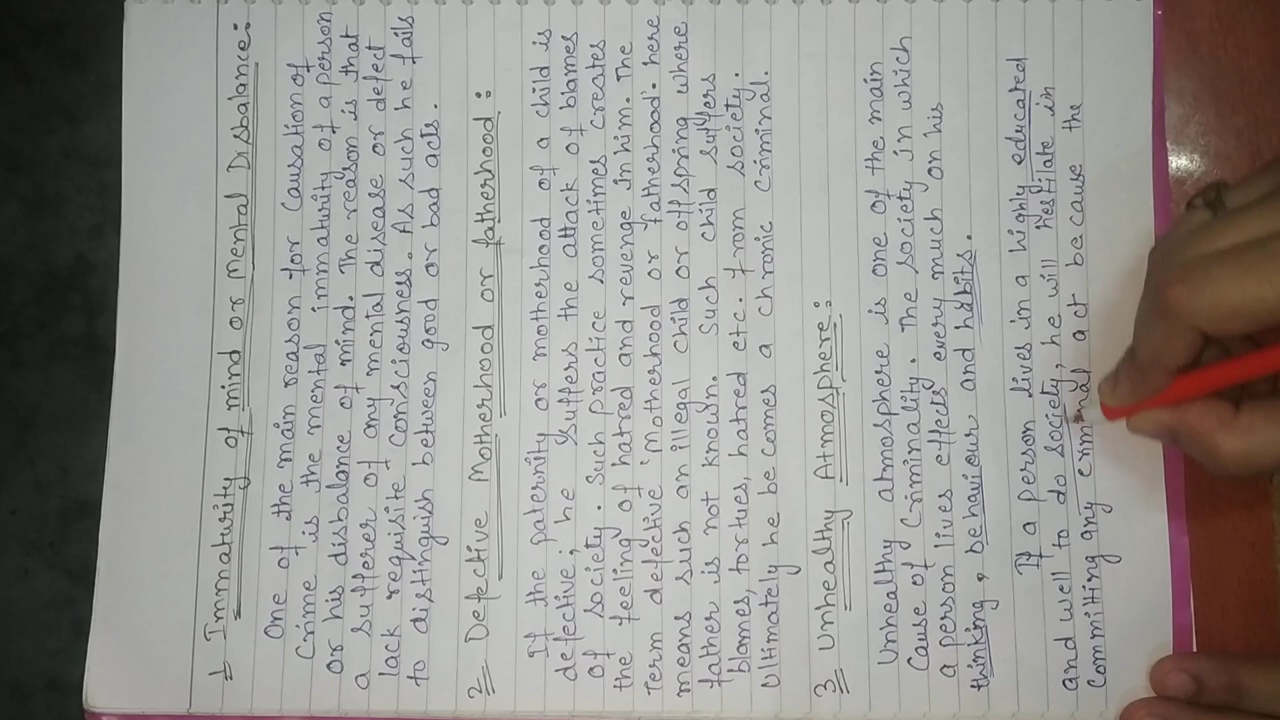 1 Immaturity of mind or Mental Disbalance:
One of the main reason for Causation of
Crime is the mental immaturity of a person
or his disbalance of mind. The reason is that
a sufferer of any mental disease or defect
lack requisite consciousness. As such he fails
to distinguish between good or bad acts.
2 Defective Motherhood or fatherhood:
If the paternity or motherhood of a child is
defective; he suffers the attack of blames
of society. Such practice sometimes creates
the feeling of hatred and revenge in him. The
Term defective 'Motherhood or fatherhood'. here
means such an illegal child or offspring where
father is not known. Such child suffers
blames, tortues, hatred etc. from society.
Ultimately he becomes a chronic criminal.
3 Unhealthy Atmosphere:
Unhealthy atmosphere is one of the main
Cause of Criminality. The society in which
a person lives effects every much on his
thinking, behaviour and habits.
If a person lives in a highly educated
and well to do society, he will hestilate in
Committing any criminal act because the